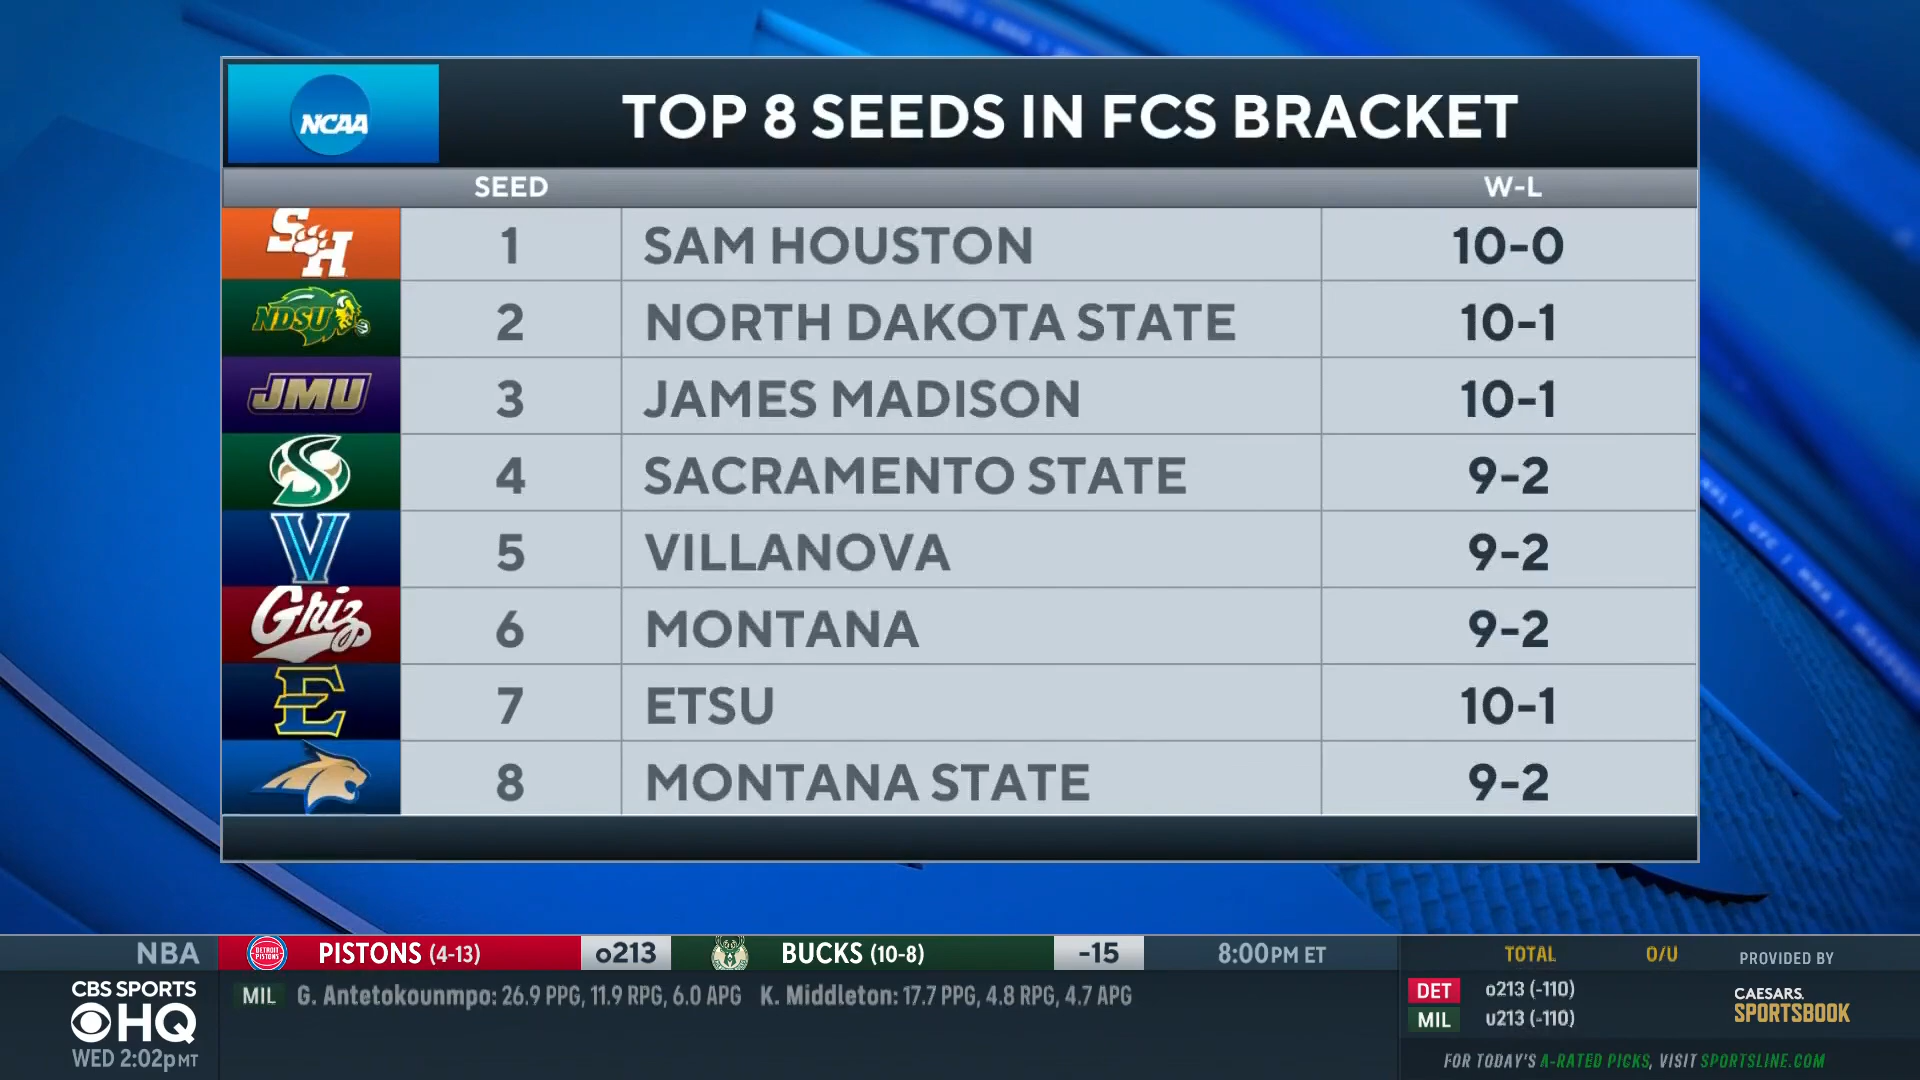 NCAA
TOP 8 SEEDS IN FCS BRACKET
SEED W-L
SH 1 SAM HOUSTON 10-0
NDSU 2 NORTH DAKOTA STATE 10-1
JMU 3 JAMES MADISON 10-1
S 4 SACRAMENTO STATE 9-2
V 5 VILLANOVA 9-2
Griz 6 MONTANA 9-2
E 7 ETSU 10-1
8 MONTANA STATE 9-2
NBA DETROIT PISTONS PISTONS (4-13) o213 BUCKS (10-8) -15 8:00PM ET
MIL G. Antetokounmpo: 26.9 PPG, 11.9 RPG, 6.0 APG K. Middleton: 17.7 PPG, 4.8 RPG, 4.7 APG
CBS SPORTS
HQ
WED 2:02pMT
TOTAL O/U
DET o213 (-110)
MIL u213 (-110)
PROVIDED BY
CAESARS
SPORTSBOOK
FOR TODAY'S A-RATED PICKS, VISIT SPORTSLINE.COM